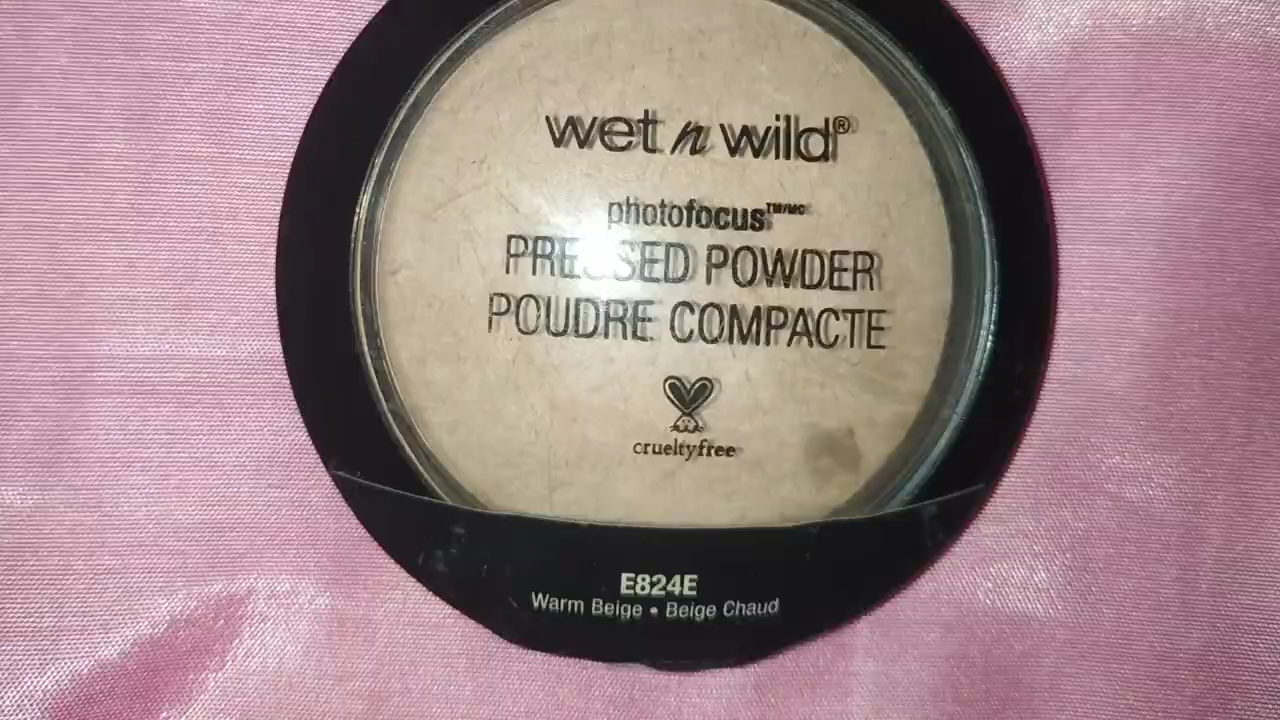 wet n wild®
photofocus™/MC
PRESSED POWDER
POUDRE COMPACTE
crueltyfree
E824E
Warm Beige • Beige Chaud